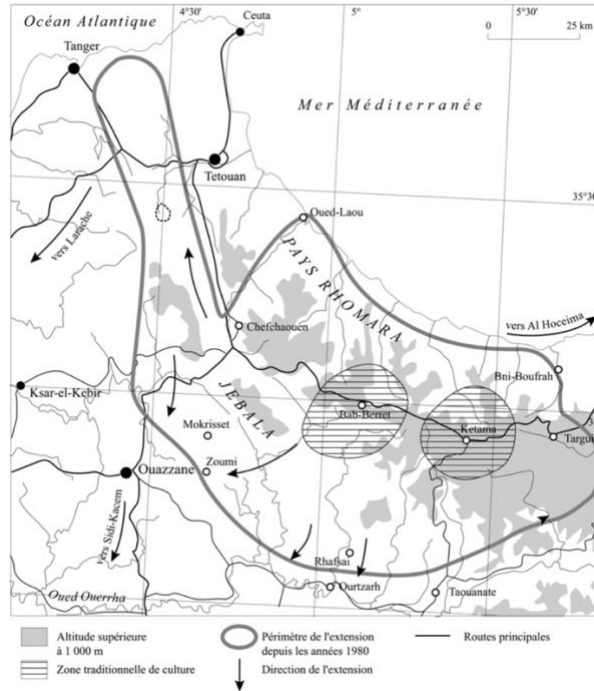 Océan Atlantique
4°30'
Ceuta
5°
5°30'
0 25 km
Tanger
Mer Méditerranée
Tetouan
35°30
vers Larache
Oued-Laou
PAYS RHOMARA
vers Al Hoceima
Chefchaouen
Bni-Boufrah
Ksar-el-Kebir
JEBALA
Bab-Berret
Mokrisset
Ketama
Targui
Zoumi
Ouazzane
vers Sidi-Kacem
Rhafsai
Ourtzarh
Taounate
Oued Ouerrha
Altitude supérieure
à 1 000 m
Périmètre de l'extension
depuis les années 1980
Routes principales
Zone traditionnelle de culture
Direction de l'extension